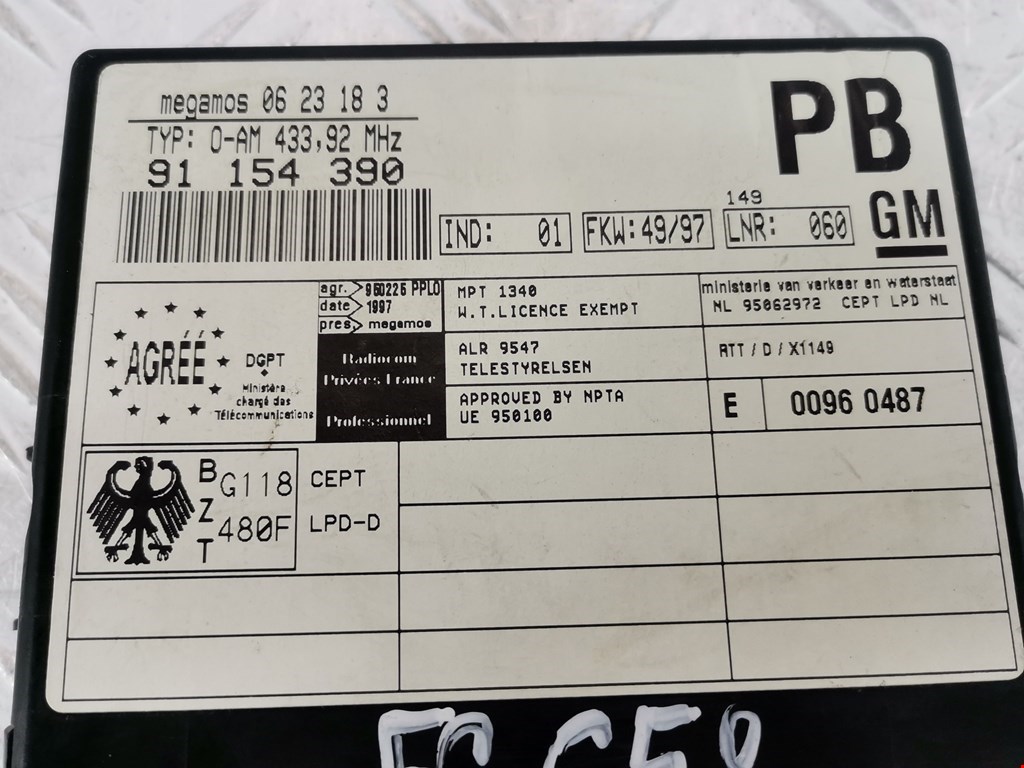 megamos 06 23 18 3
TYP: O-AM 433,92 MHz
91 154 390
PB
GM
IND: 01
FKW:49/97
149
LNR: 060
AGRÉÉ
DGPT
Ministère
chargé des
Télécommunications
agr. 960226 PPL0
date 1997
pres. megamos
Radiocom
Privées France
Professionnel
MPT 1340
W.T.LICENCE EXEMPT
ALR 9547
TELESTYRELSEN
APPROVED BY NPTA
UE 950100
ministerie van verkeer en waterstaat
NL 95062972 CEPT LPD NL
RTT / D / X1149
E 0096 0487
BZT
G118
480F
CEPT
LPD-D